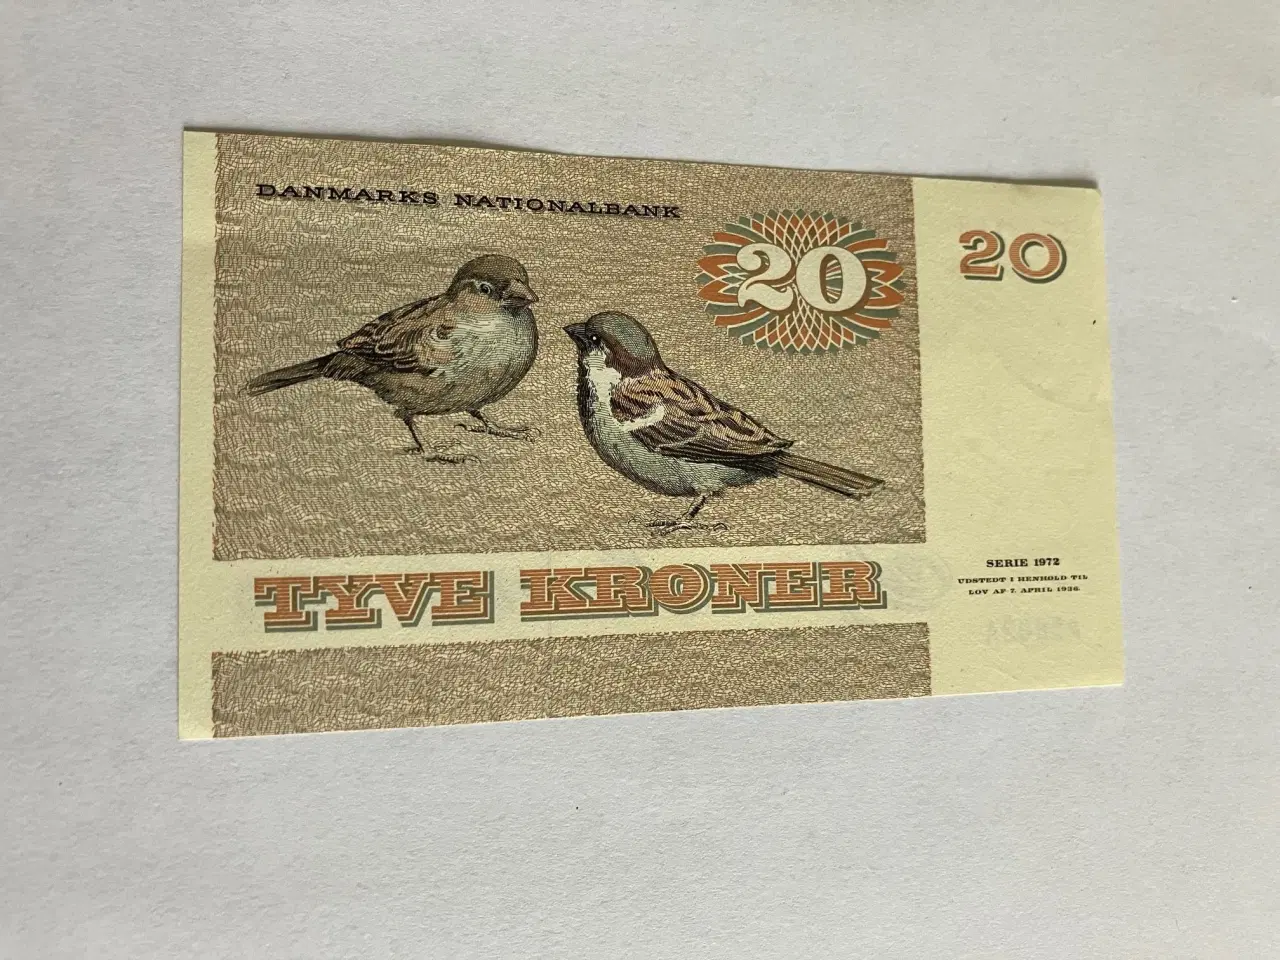 DANMARKS NATIONALBANK
20
20
TYVE KRONER
SERIE 1972
UDSTEDT I HENHOLD TIL
LOV AF 7. APRIL 1936.